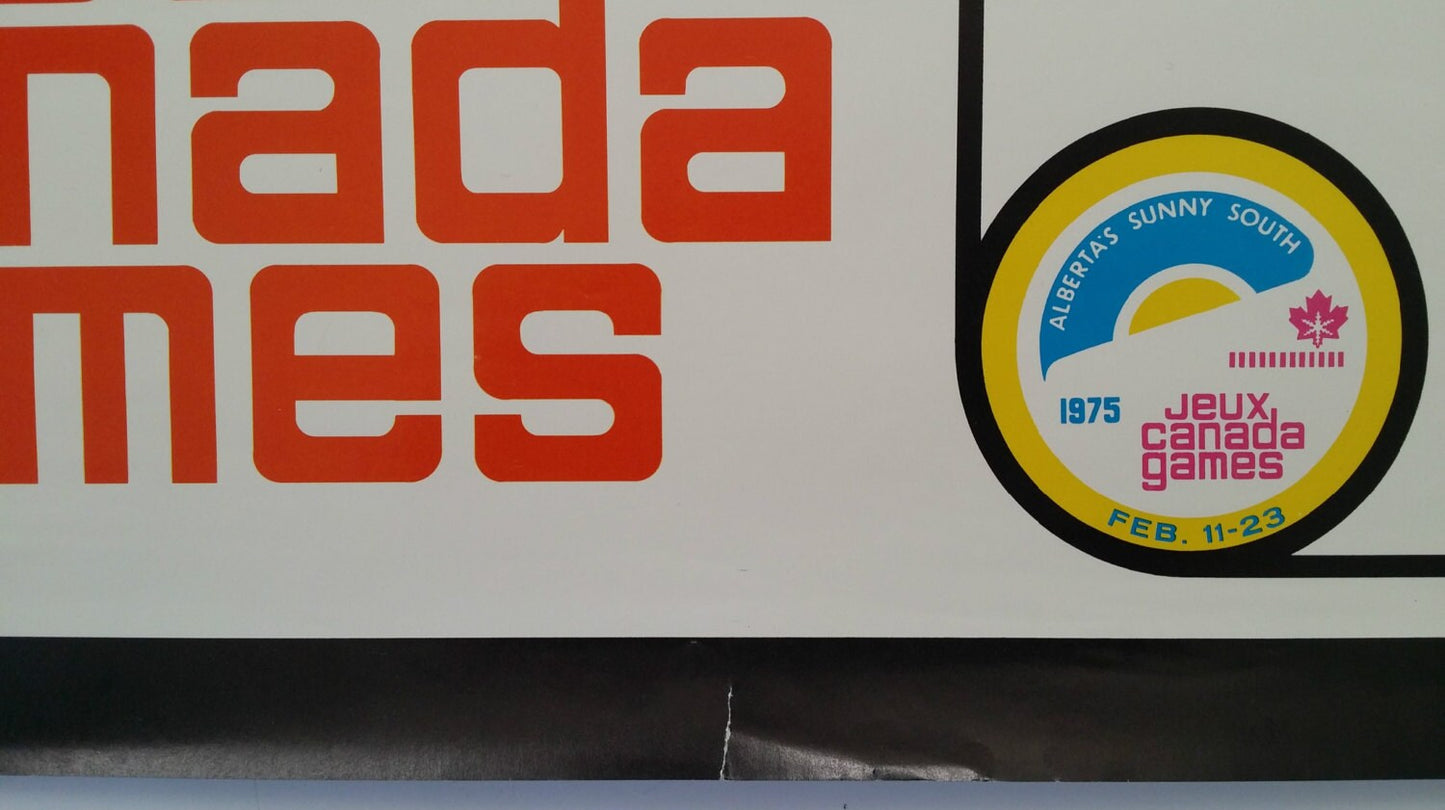 nada
mes
ALBERTA'S SUNNY SOUTH
1975
jeux
canada
games
FEB. 11-23